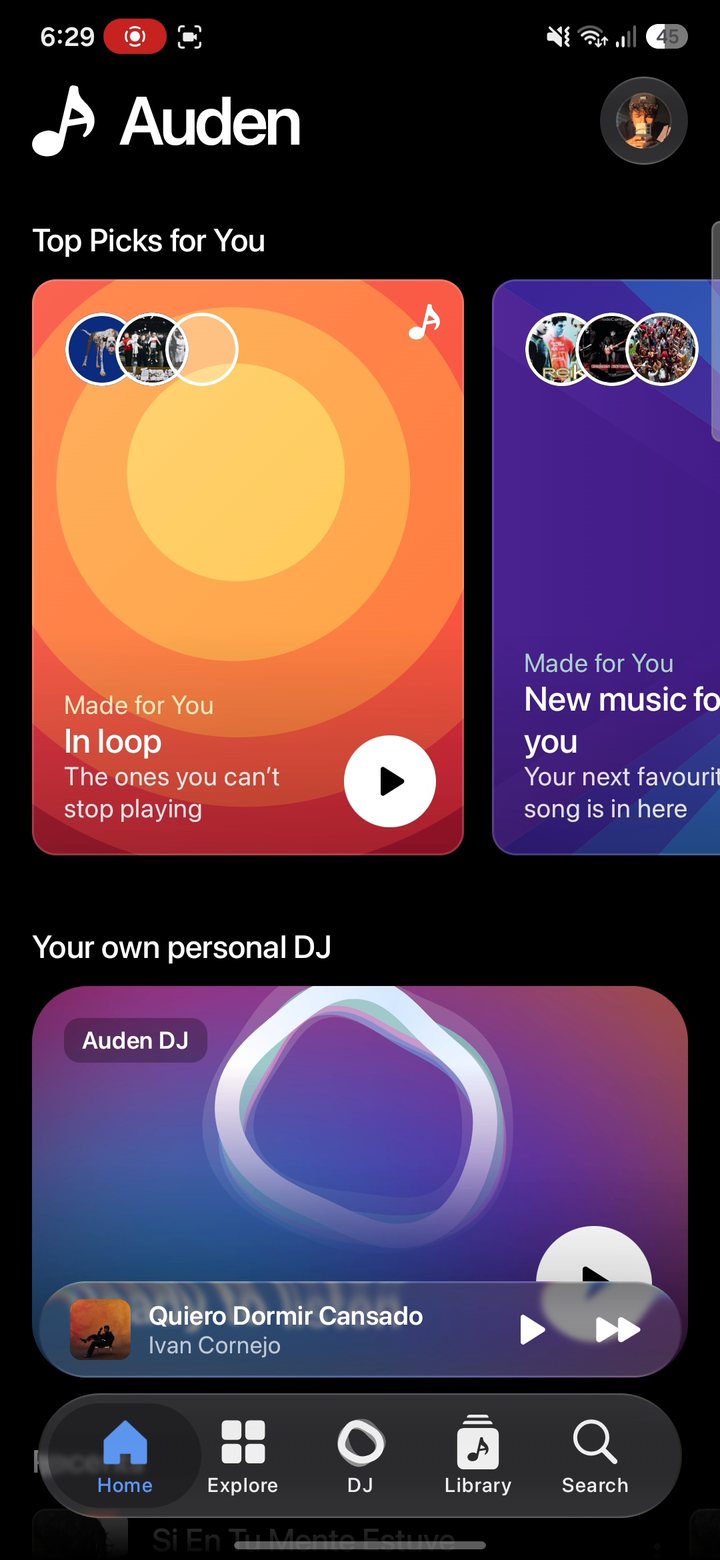 6:29
45
Auden
Top Picks for You
Made for You
In loop
The ones you can’t
stop playing
Made for You
New music fo
you
Your next favourit
song is in here
Your own personal DJ
Auden DJ
Quiero Dormir Cansado
Ivan Cornejo
Home
Explore
DJ
Library
Search
Si En Tu Mente Estuve